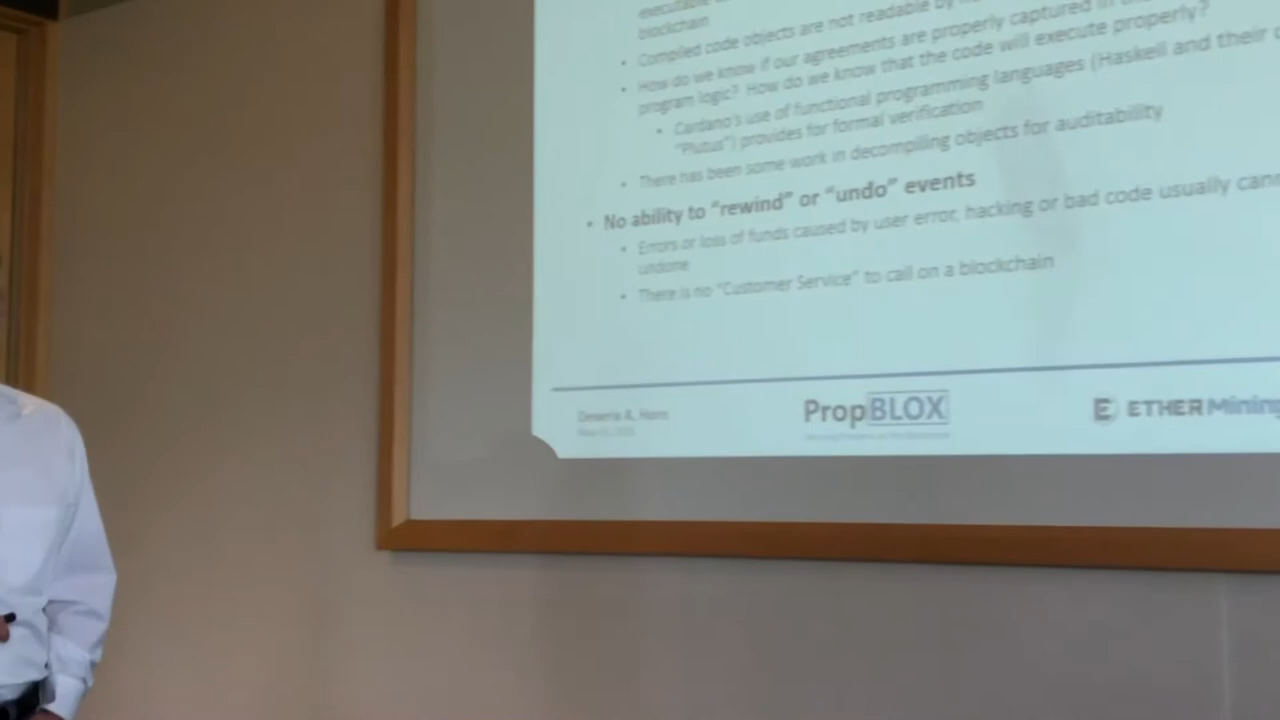 executable
blockchain
• Compiled code objects are not readable by
• How do we know if our agreements are properly captured in
program logic? How do we know that the code will execute properly?
• Cardano's use of functional programming languages (Haskell and their
"Plutus") provides for formal verification
• There has been some work in decompiling objects for auditability
• No ability to "rewind" or "undo" events
• Errors or loss of funds caused by user error, hacking or bad code usually
undone
• There is no "Customer Service" to call on a blockchain
PropBLOX
E ETHER Mining